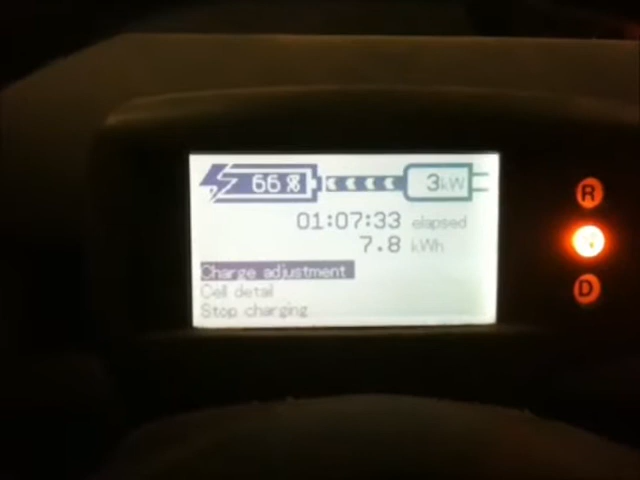 66%
3kW
01:07:33 elapsed
7.8 kWh
Charge adjustment
Cell detail
Stop charging
R
D